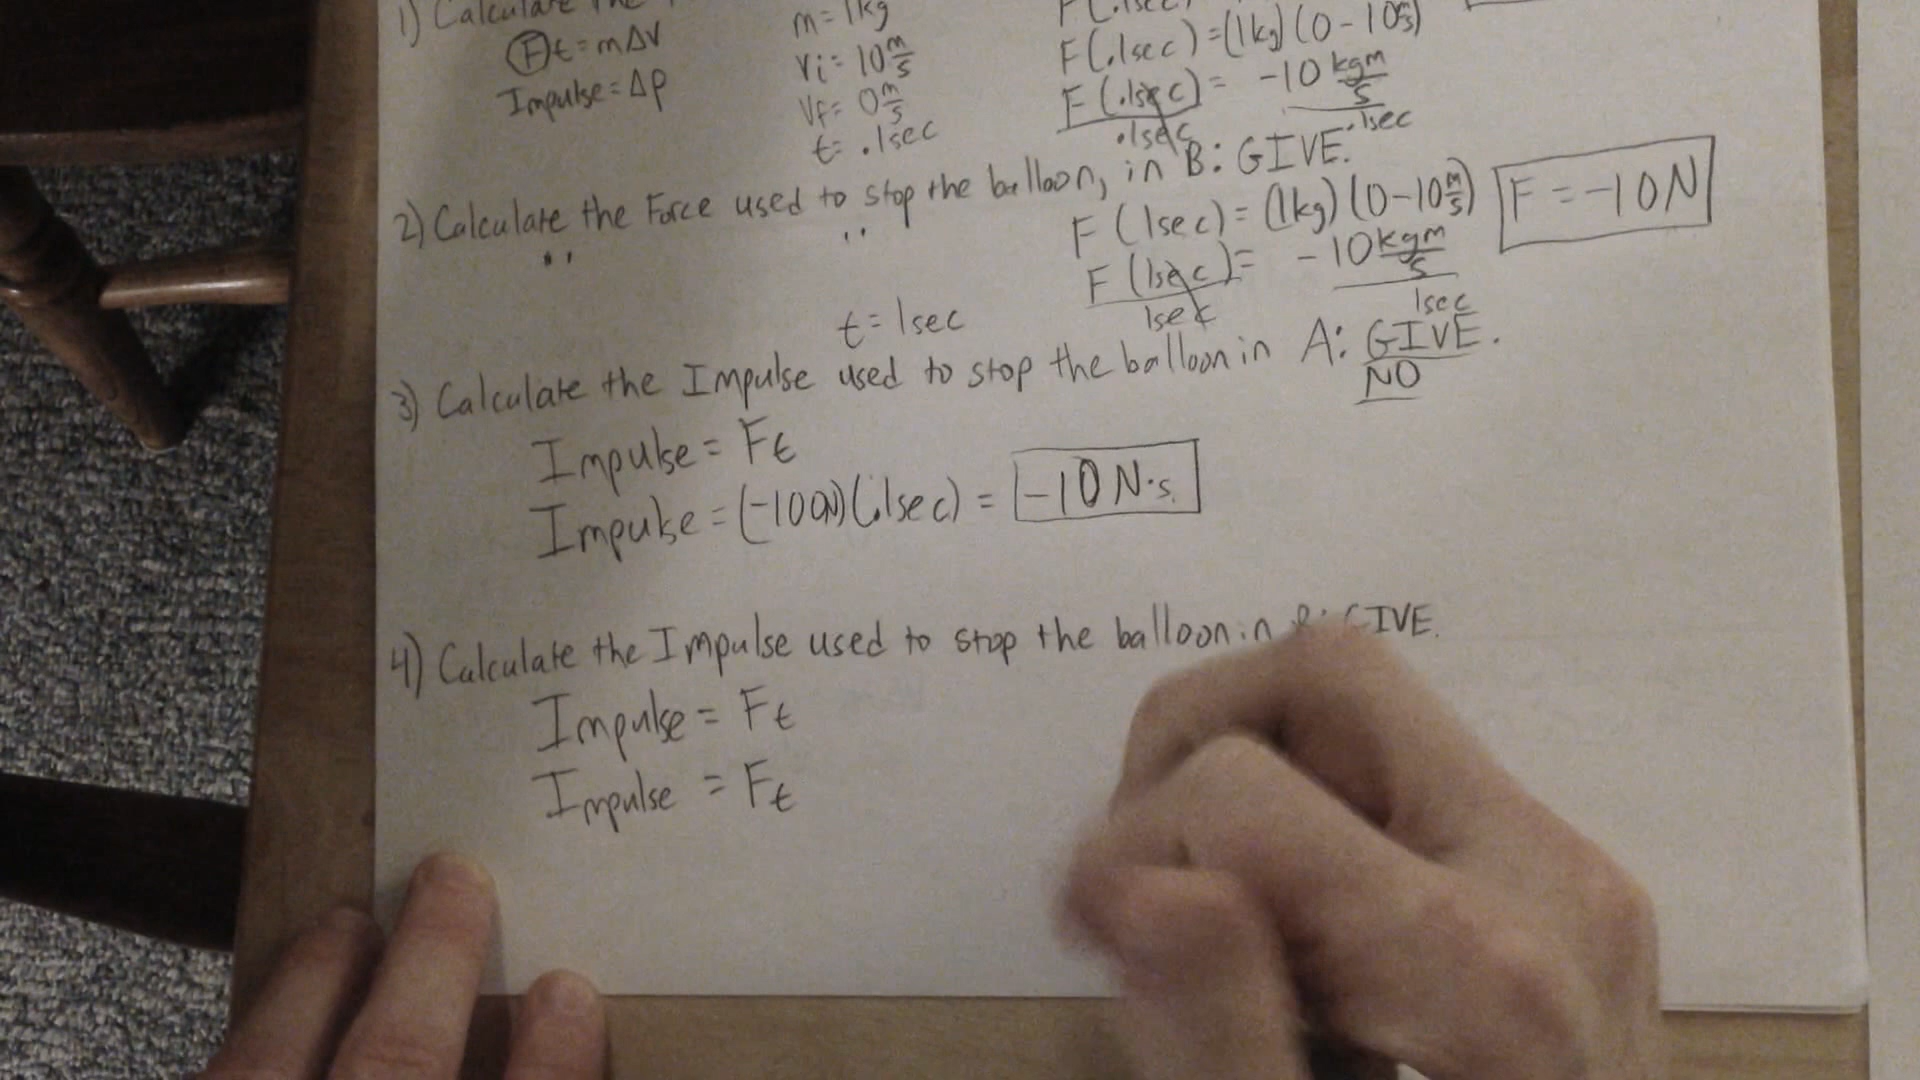 1) Calculate the
Ⓕt = mΔV
Impulse = Δp
m = 1kg
Vi = 10 m/s
Vf = 0 m/s
t = .1sec
F(.1sec)
F(.1sec) = (1kg)(0 - 10 m/s)
F(.1sec) = -10 kgm/s
.1sec .1sec
2) Calculate the Force used to stop the balloon, in B: GIVE.
" "
t = 1sec
F(1sec) = (1kg)(0 - 10 m/s)
F(1sec) = -10 kgm/s
1sec 1sec
F = -10N
3) Calculate the Impulse used to stop the balloon in A: GIVE.
NO
Impulse = Ft
Impulse = (-100N)(.1sec) = -10 N·s
4) Calculate the Impulse used to stop the balloon in B: GIVE.
Impulse = Ft
Impulse = Ft